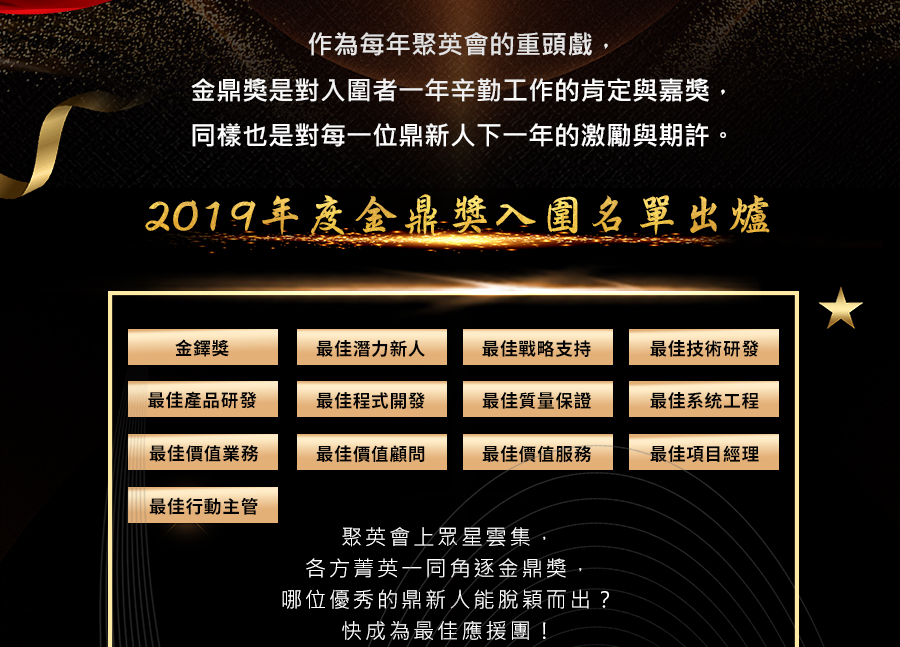 作為每年聚英會的重頭戲，
金鼎獎是對入圍者一年辛勤工作的肯定與嘉獎，
同樣也是對每一位鼎新人下一年的激勵與期許。
2019年度金鼎獎入圍名單出爐
金鐸獎 最佳潛力新人 最佳戰略支持 最佳技術研發
最佳產品研發 最佳程式開發 最佳質量保證 最佳系统工程
最佳價值業務 最佳價值顧問 最佳價值服務 最佳項目經理
最佳行動主管
聚英會上眾星雲集，
各方菁英一同角逐金鼎獎，
哪位優秀的鼎新人能脫穎而出？
快成為最佳應援團！